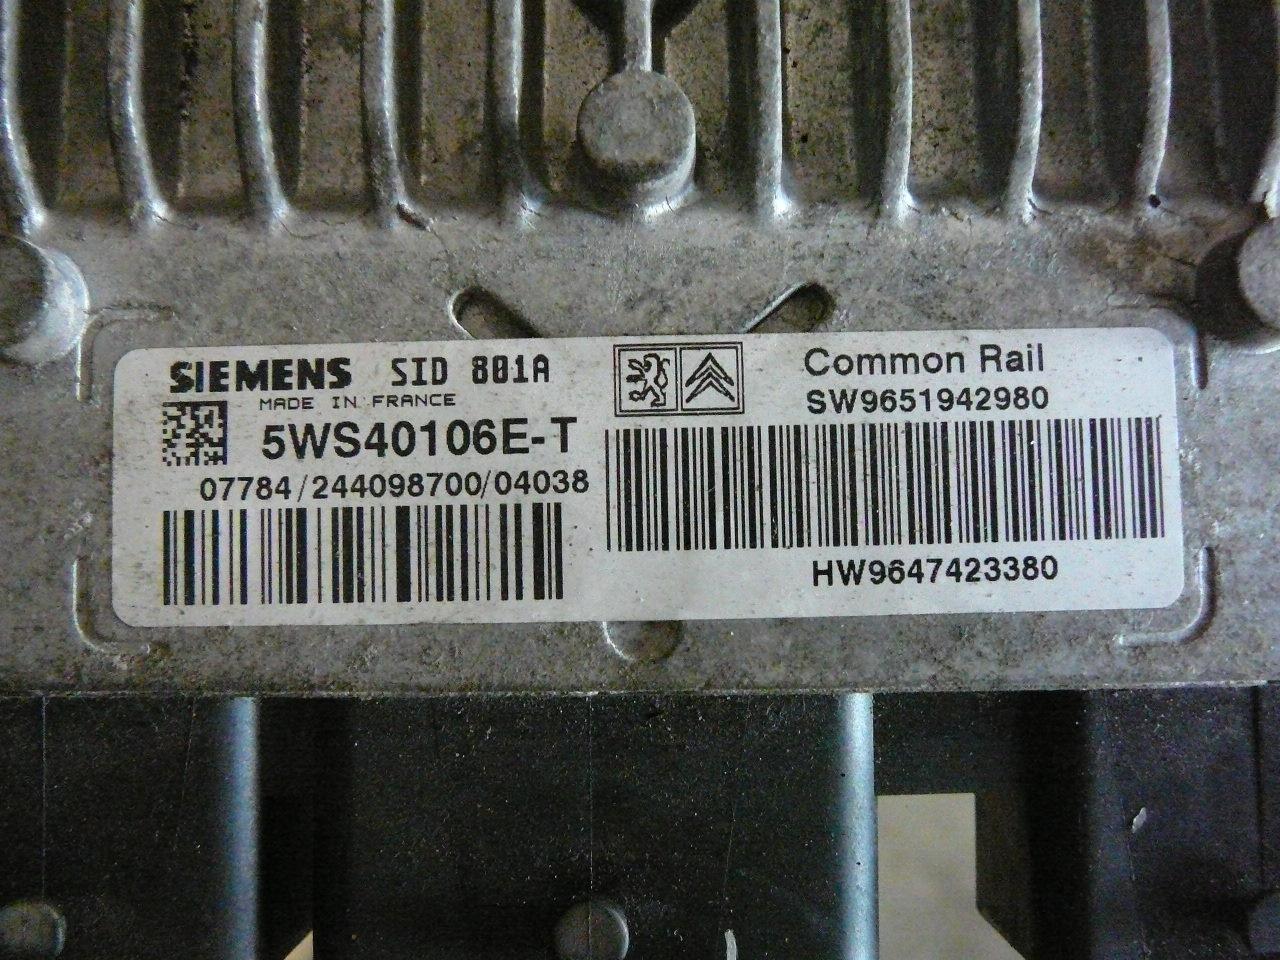 SIEMENS SID 801A
MADE IN FRANCE
5WS40106E-T
07784/244098700/04038
Common Rail
SW9651942980
HW9647423380